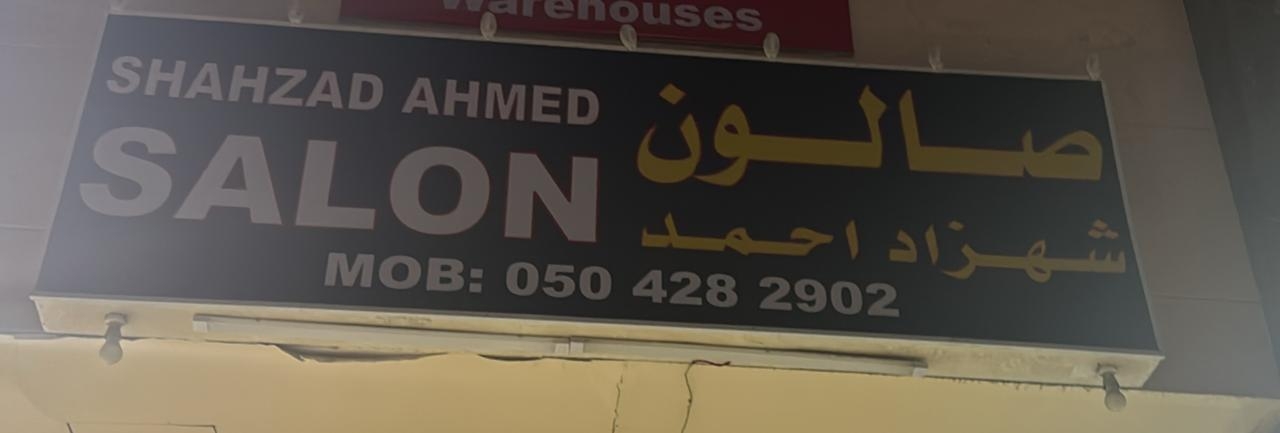 Warehouses
SHAHZAD AHMED
SALON
صالون
شهزاد احمد
MOB: 050 428 2902